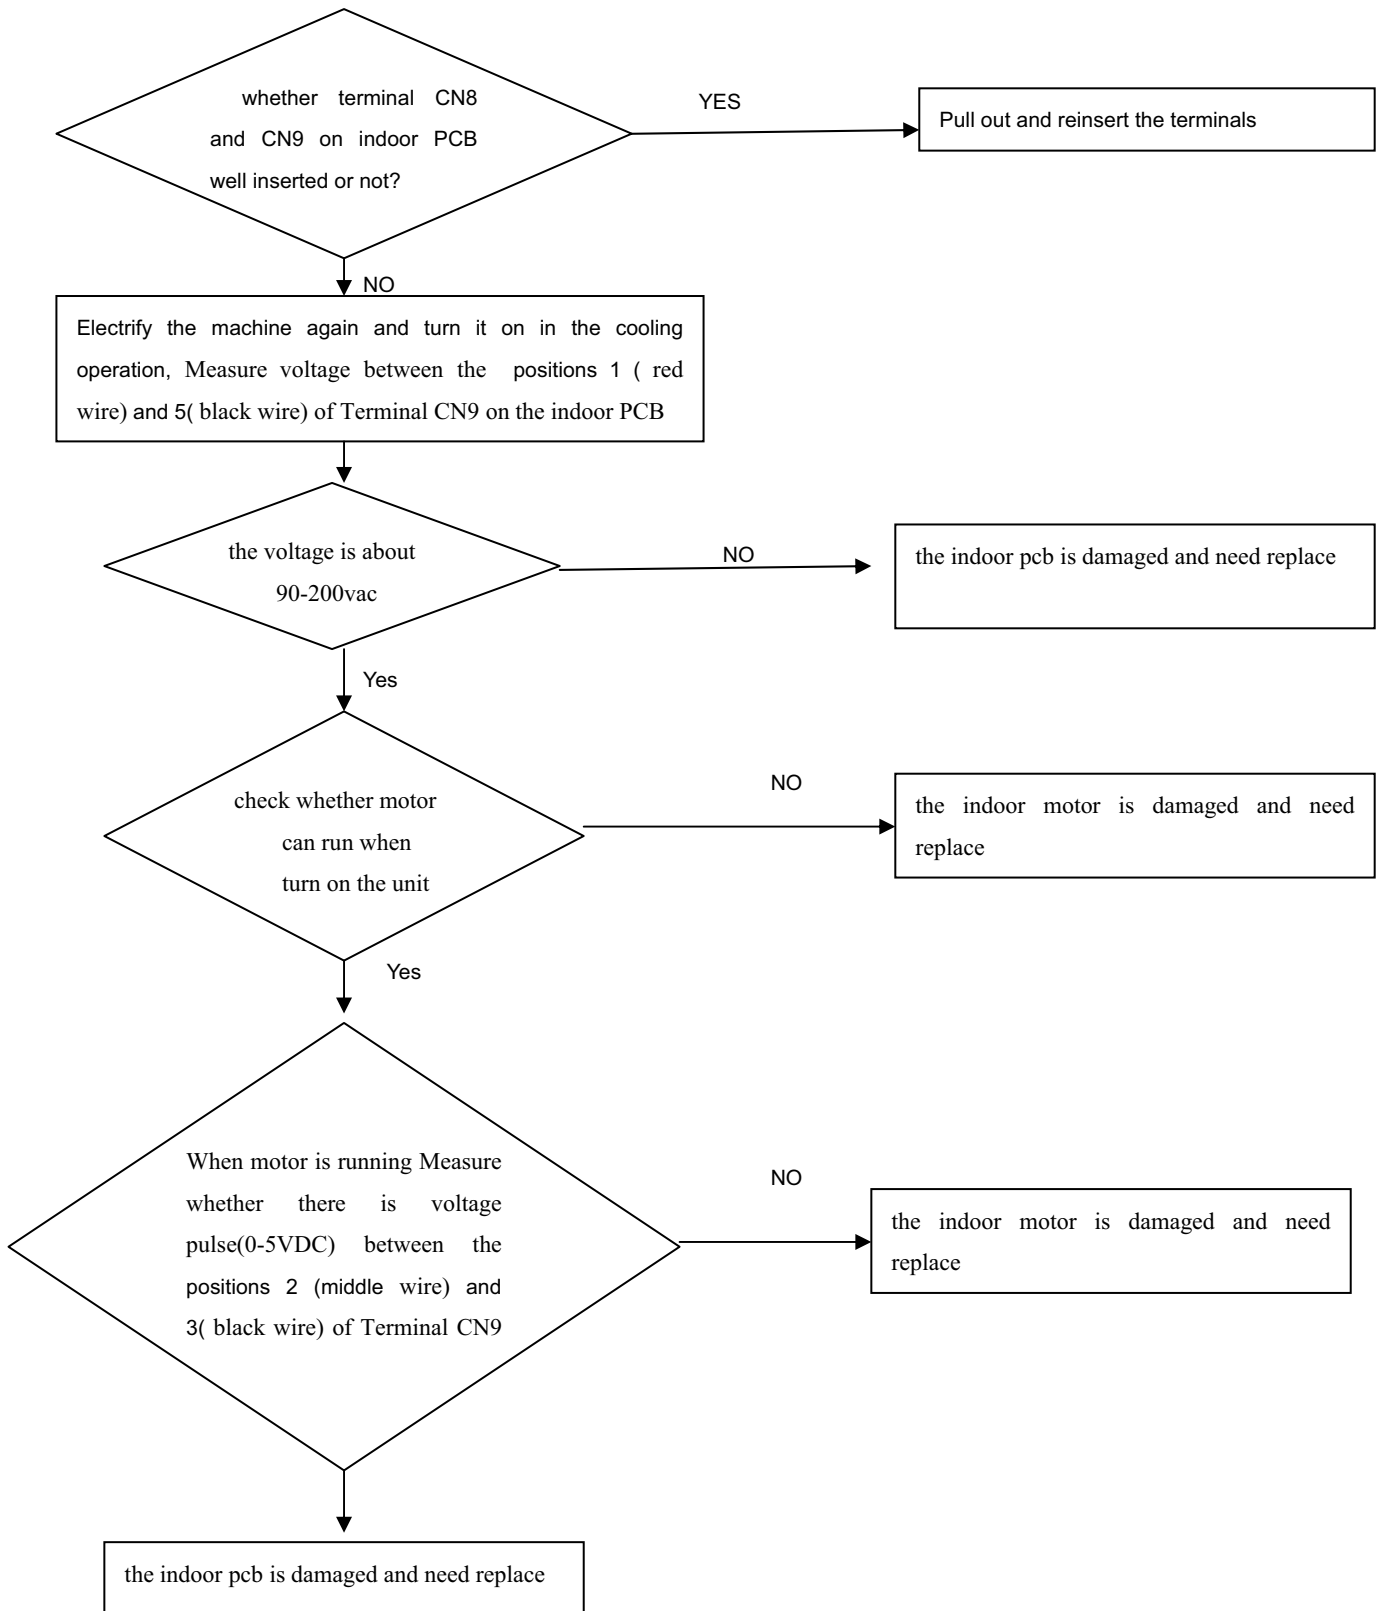 whether terminal CN8
and CN9 on indoor PCB
well inserted or not?
YES
Pull out and reinsert the terminals
NO
Electrify the machine again and turn it on in the cooling
operation, Measure voltage between the positions 1 ( red
wire) and 5( black wire) of Terminal CN9 on the indoor PCB
the voltage is about
90-200vac
NO
the indoor pcb is damaged and need replace
Yes
check whether motor
can run when
turn on the unit
NO
the indoor motor is damaged and need
replace
Yes
When motor is running Measure
whether there is voltage
pulse(0-5VDC) between the
positions 2 (middle wire) and
3( black wire) of Terminal CN9
NO
the indoor motor is damaged and need
replace
the indoor pcb is damaged and need replace